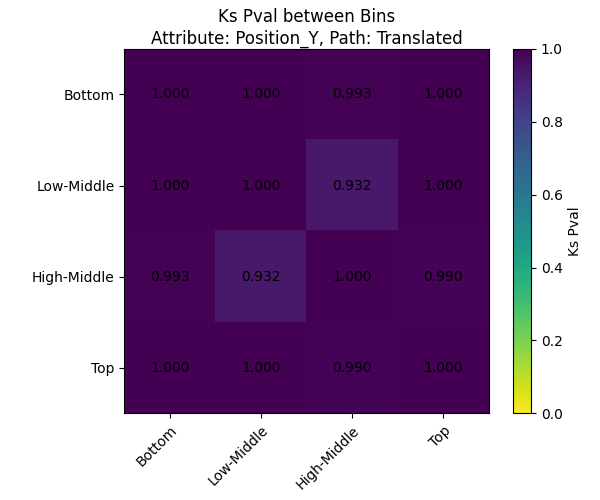 Ks Pval between Bins
Attribute: Position_Y, Path: Translated
Bottom 1.000 1.000 0.993 1.000
Low-Middle 1.000 1.000 0.932 1.000
High-Middle 0.993 0.932 1.000 0.990
Top 1.000 1.000 0.990 1.000
Bottom Low-Middle High-Middle Top
1.0
0.8
0.6
0.4
0.2
0.0
Ks Pval